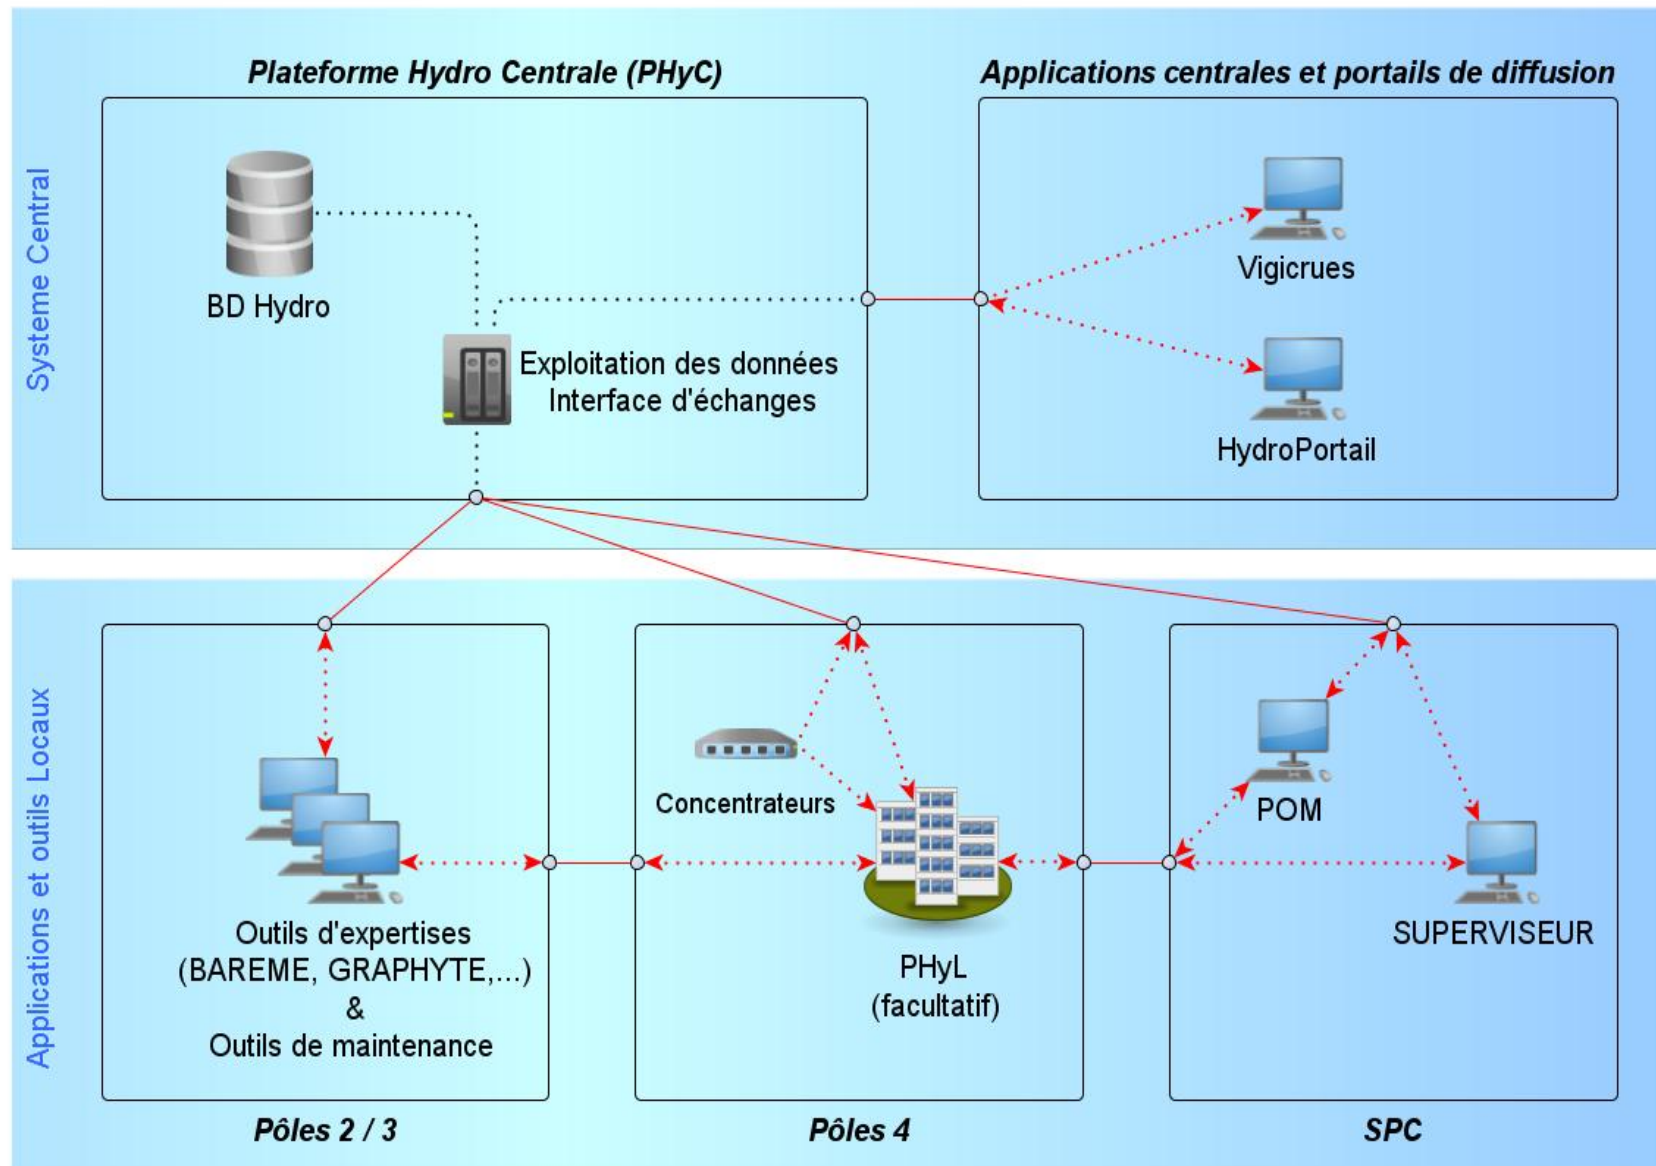 Plateforme Hydro Centrale (PHyC)
Applications centrales et portails de diffusion
Systeme Central
BD Hydro
Exploitation des données
Interface d'échanges
Vigicrues
HydroPortail
Applications et outils Locaux
Concentrateurs
POM
Outils d'expertises
(BAREME, GRAPHYTE,...)
&
Outils de maintenance
PHyL
(facultatif)
SUPERVISEUR
Pôles 2 / 3
Pôles 4
SPC